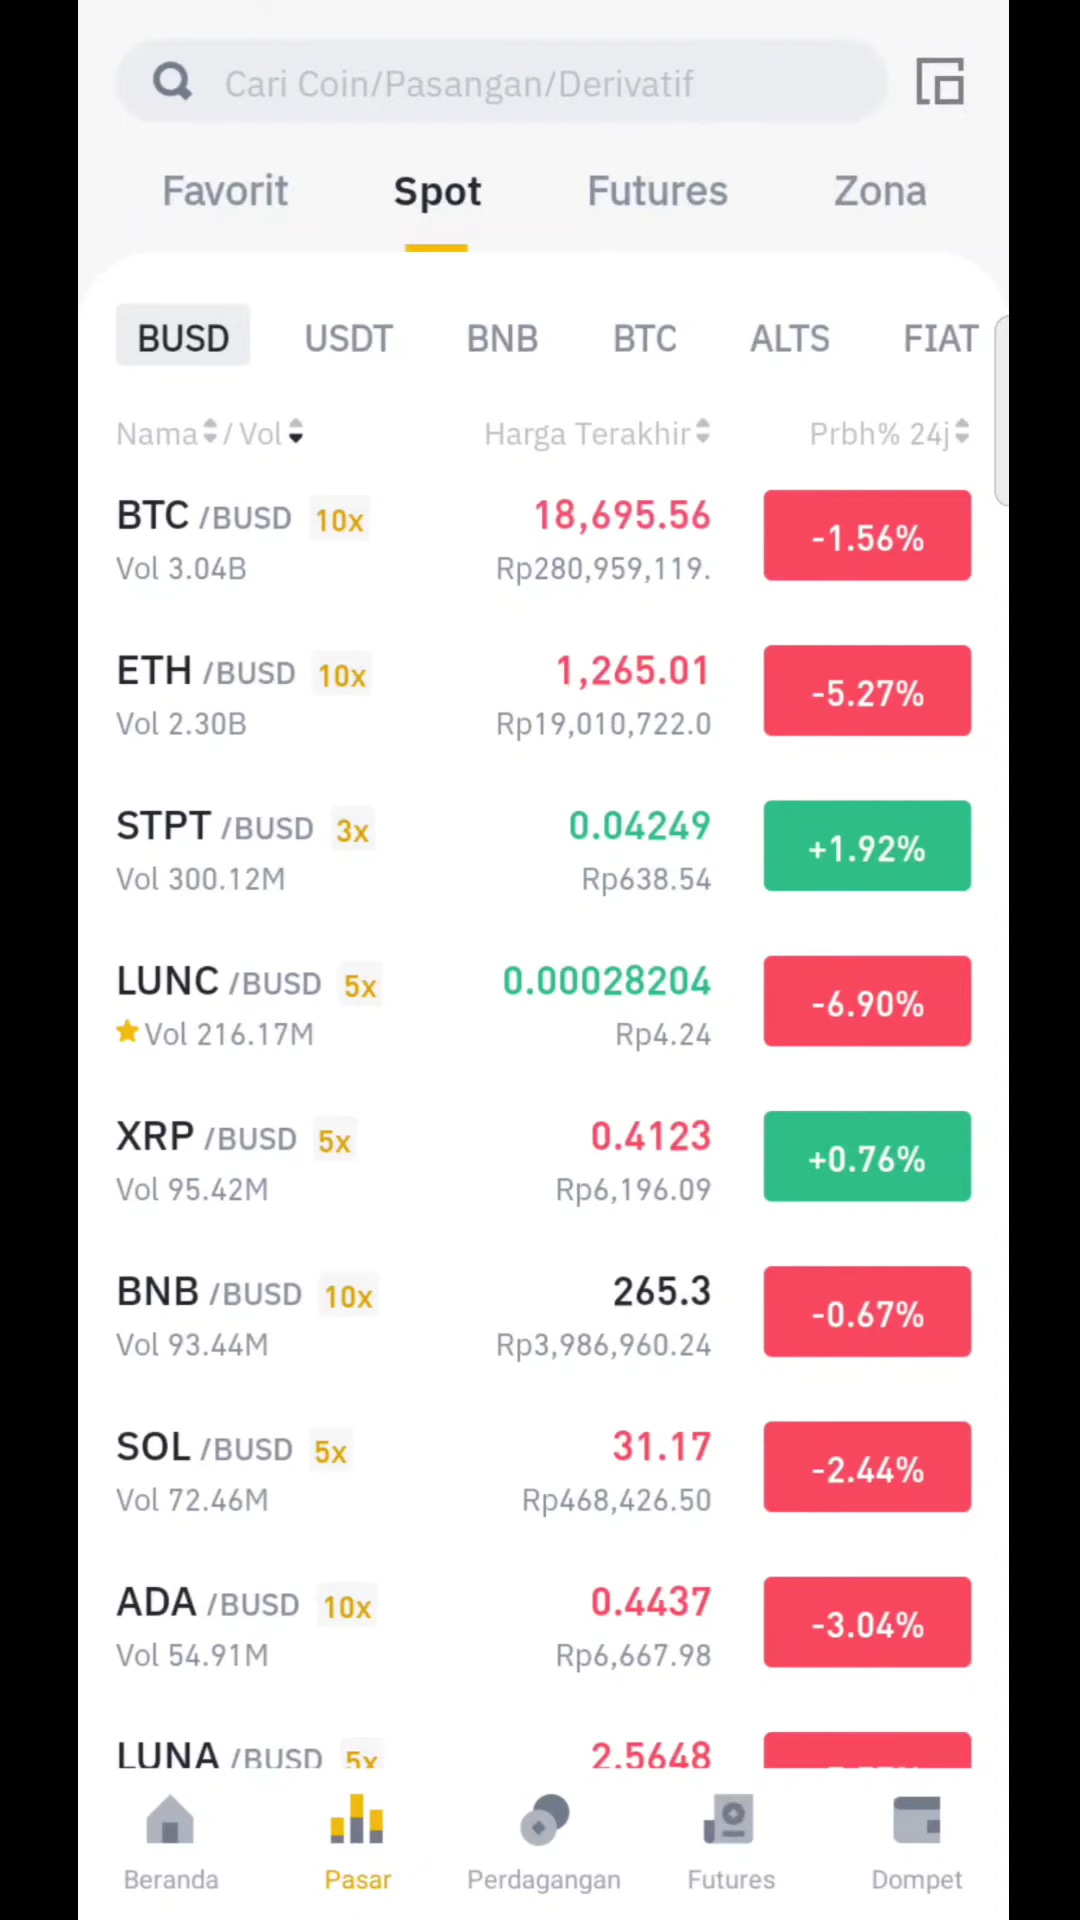 Cari Coin/Pasangan/Derivatif
Favorit Spot Futures Zona
BUSD USDT BNB BTC ALTS FIAT
Nama / Vol Harga Terakhir Prbh% 24j
BTC /BUSD 10x 18,695.56 -1.56%
Vol 3.04B Rp280,959,119.
ETH /BUSD 10x 1,265.01 -5.27%
Vol 2.30B Rp19,010,722.0
STPT /BUSD 3x 0.04249 +1.92%
Vol 300.12M Rp638.54
LUNC /BUSD 5x 0.00028204 -6.90%
Vol 216.17M Rp4.24
XRP /BUSD 5x 0.4123 +0.76%
Vol 95.42M Rp6,196.09
BNB /BUSD 10x 265.3 -0.67%
Vol 93.44M Rp3,986,960.24
SOL /BUSD 5x 31.17 -2.44%
Vol 72.46M Rp468,426.50
ADA /BUSD 10x 0.4437 -3.04%
Vol 54.91M Rp6,667.98
LUNA /BUSD 5x 2.5648
Beranda Pasar Perdagangan Futures Dompet